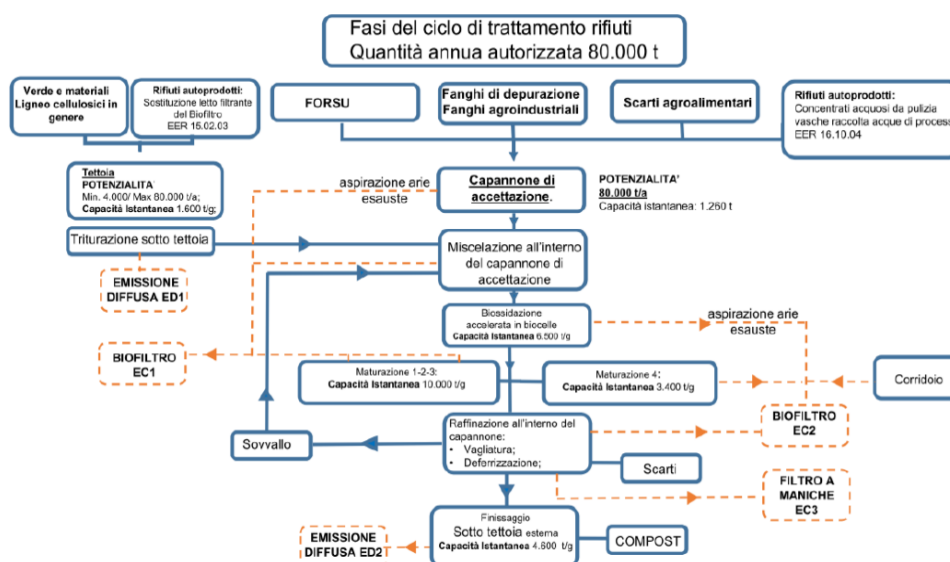 Fasi del ciclo di trattamento rifiuti
Quantità annua autorizzata 80.000 t
Verde e materiali
Ligneo cellulosici in
genere
Rifiuti autoprodotti:
Sostituzione letto filtrante
del Biofiltro
EER 15.02.03
FORSU
Fanghi di depurazione
Fanghi agroindustriali
Scarti agroalimentari
Rifiuti autoprodotti:
Concentrati acquosi da pulizia
vasche raccolta acque di process
EER 16.10.04
Tettoia
POTENZIALITA'
Min. 4.000/ Max 80.000 t/a;
Capacità Istantanea 1.600 t/g;
aspirazione arie
esauste
Capannone di
accettazione.
POTENZIALITA'
80.000 t/a
Capacità istantanea: 1.260 t
Triturazione sotto tettoia
Miscelazione all'interno
del capannone di
accettazione
EMISSIONE
DIFFUSA ED1
Biossidazione
accelerata in biocelle
Capacità Istantanea 6.500 t/g
aspirazione arie
esauste
BIOFILTRO
EC1
Maturazione 1-2-3:
Capacità Istantanea 10.000 t/g
Maturazione 4:
Capacità Istantanea 3.400 t/g
Corridoio
BIOFILTRO
EC2
Sovvallo
Raffinazione all'interno del
capannone:
• Vagliatura;
• Deferrizzazione;
Scarti
FILTRO A
MANICHE
EC3
Finissaggio
Sotto tettoia esterna
Capacità Istantanea 4.600 t/g
EMISSIONE
DIFFUSA ED2
COMPOST